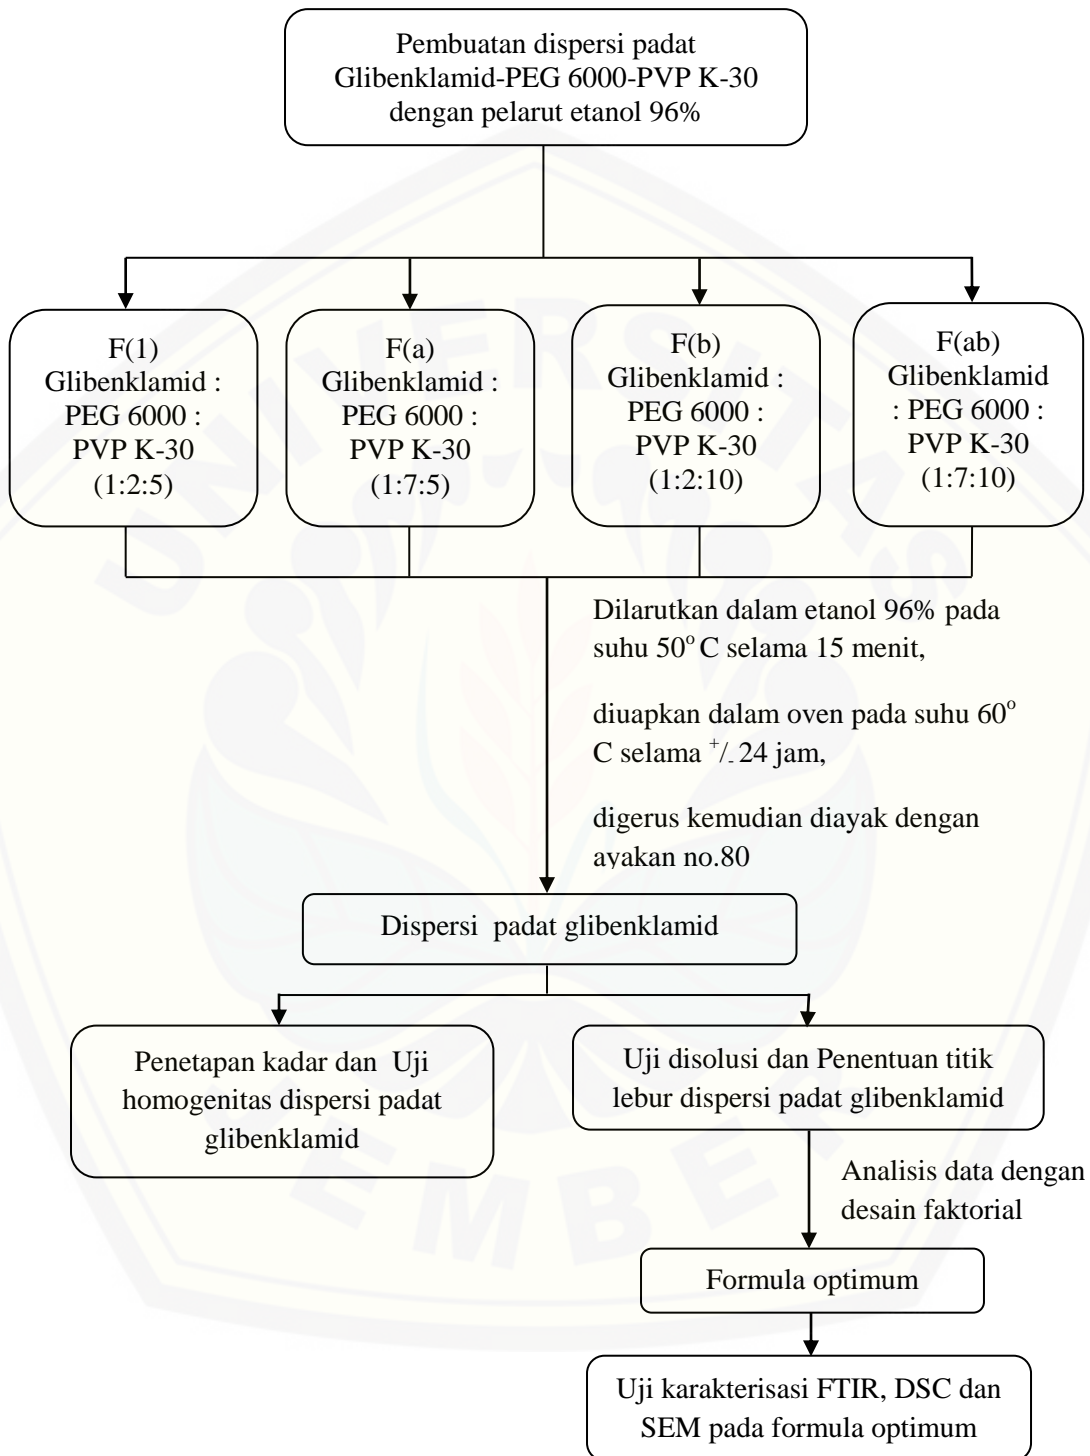 Pembuatan dispersi padat
Glibenklamid-PEG 6000-PVP K-30
dengan pelarut etanol 96%
F(1)
Glibenklamid :
PEG 6000 :
PVP K-30
(1:2:5)
F(a)
Glibenklamid :
PEG 6000 :
PVP K-30
(1:7:5)
F(b)
Glibenklamid :
PEG 6000 :
PVP K-30
(1:2:10)
F(ab)
Glibenklamid
: PEG 6000 :
PVP K-30
(1:7:10)
Dilarutkan dalam etanol 96% pada
suhu 50° C selama 15 menit,
diuapkan dalam oven pada suhu 60°
C selama +/- 24 jam,
digerus kemudian diayak dengan
ayakan no.80
Dispersi padat glibenklamid
Penetapan kadar dan Uji
homogenitas dispersi padat
glibenklamid
Uji disolusi dan Penentuan titik
lebur dispersi padat glibenklamid
Analisis data dengan
desain faktorial
Formula optimum
Uji karakterisasi FTIR, DSC dan
SEM pada formula optimum
UNIVERSITAS
JEMBER